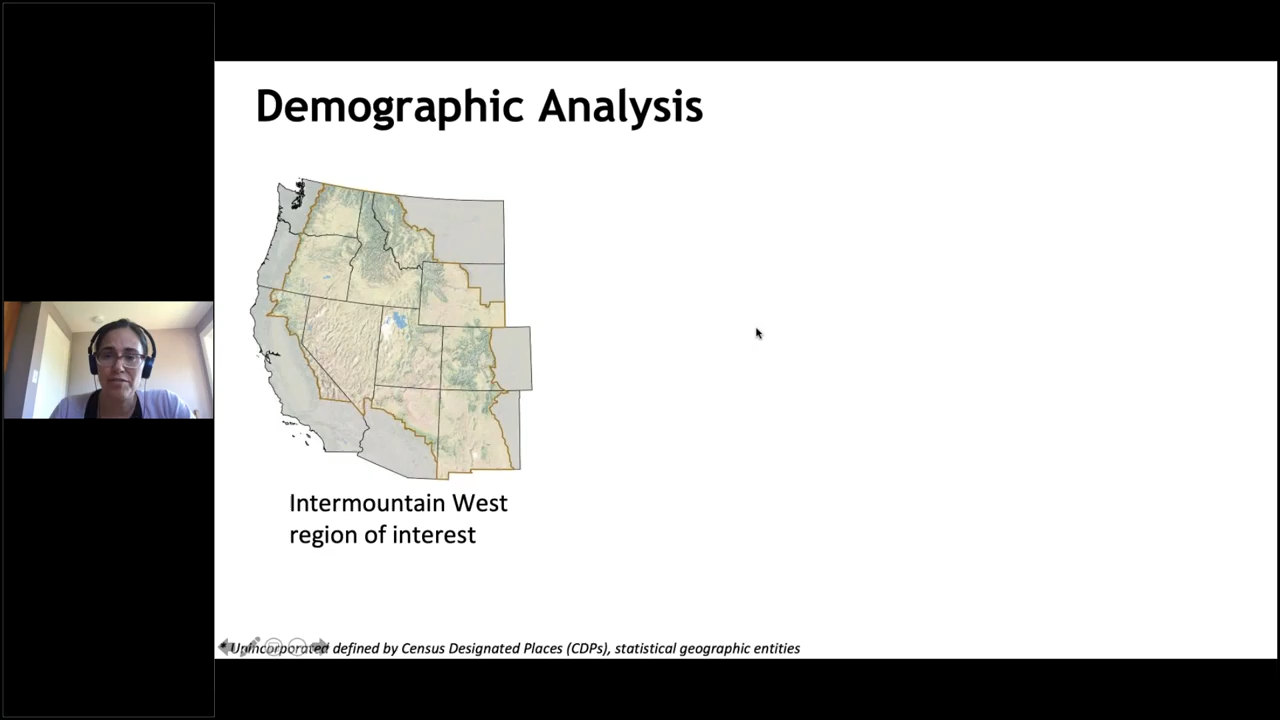 Demographic Analysis
Intermountain West
region of interest
* Unincorporated defined by Census Designated Places (CDPs), statistical geographic entities